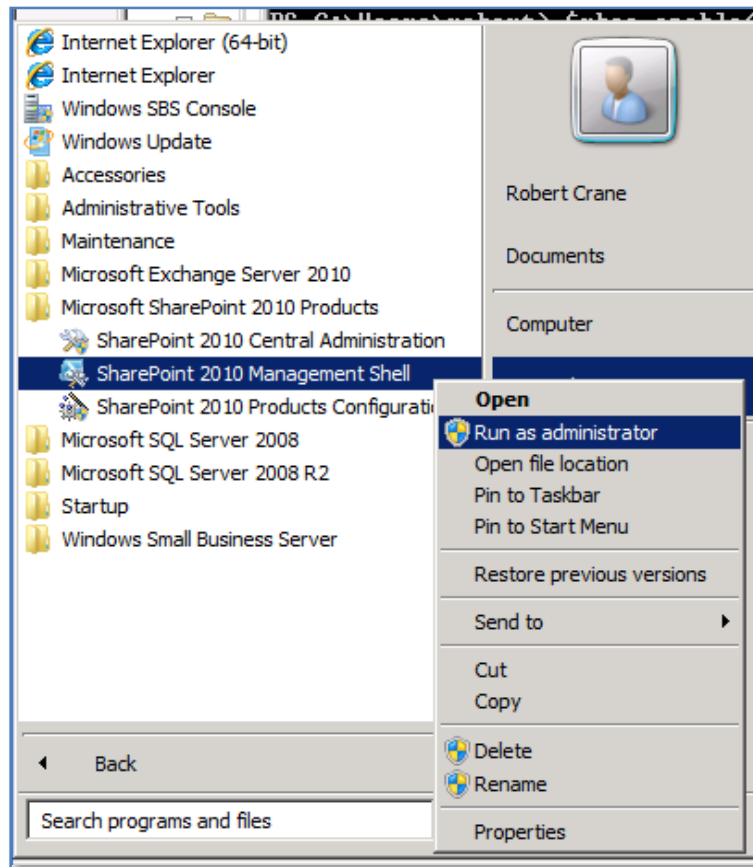 Internet Explorer (64-bit)
Internet Explorer
Windows SBS Console
Windows Update
Accessories
Administrative Tools
Maintenance
Microsoft Exchange Server 2010
Microsoft SharePoint 2010 Products
SharePoint 2010 Central Administration
SharePoint 2010 Management Shell
SharePoint 2010 Products
Microsoft SQL Server 2008
Microsoft SQL Server 2008 R2
Startup
Windows Small Business Server
Back
Search programs and files
Robert Crane
Documents
Computer
Open
Run as administrator
Open file location
Pin to Taskbar
Pin to Start Menu
Restore previous versions
Send to
Cut
Copy
Delete
Rename
Properties